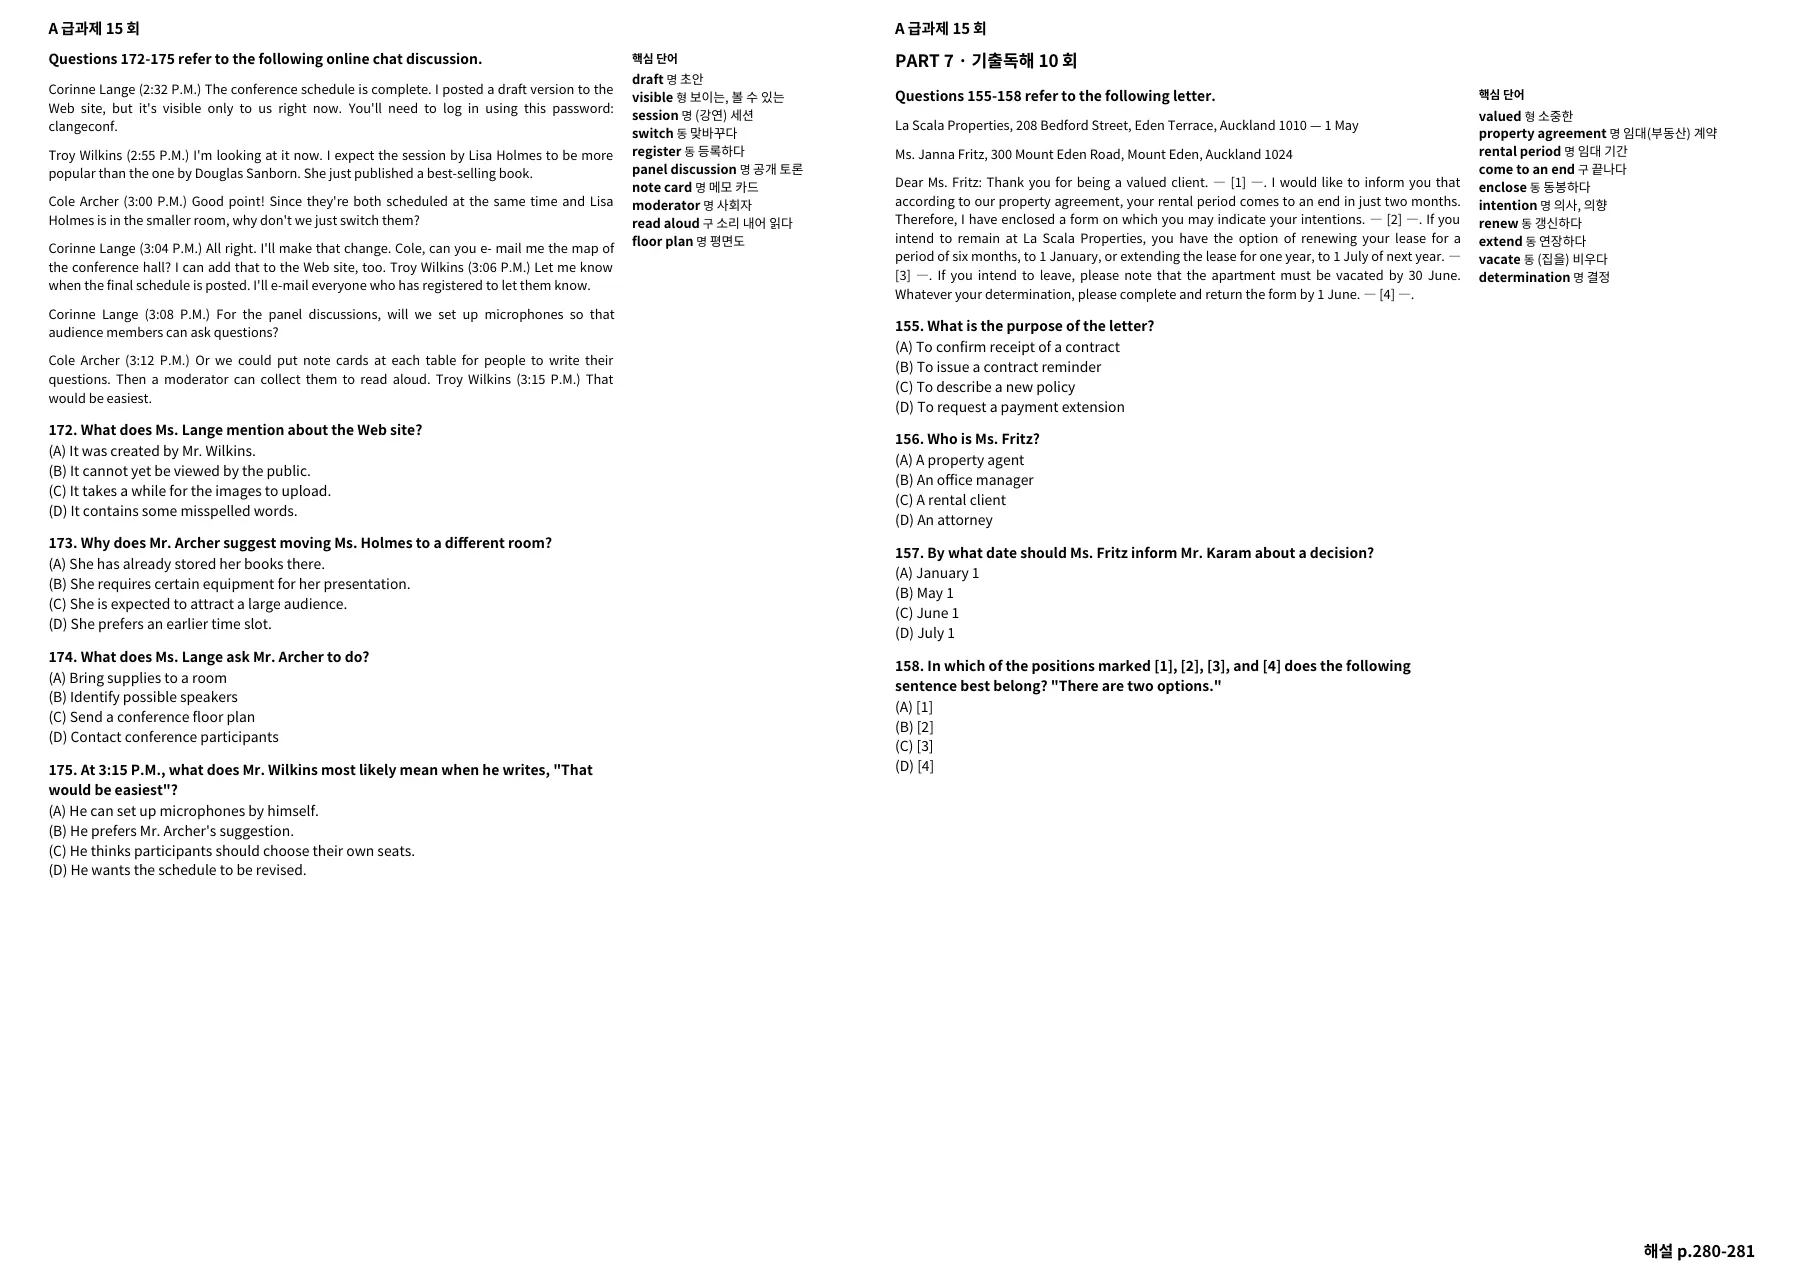 A 급과제 15 회
Questions 172-175 refer to the following online chat discussion.
Corinne Lange (2:32 P.M.) The conference schedule is complete. I posted a draft version to the
Web site, but it's visible only to us right now. You'll need to log in using this password:
clangeconf.
Troy Wilkins (2:55 P.M.) I'm looking at it now. I expect the session by Lisa Holmes to be more
popular than the one by Douglas Sanborn. She just published a best-selling book.
Cole Archer (3:00 P.M.) Good point! Since they're both scheduled at the same time and Lisa
Holmes is in the smaller room, why don't we just switch them?
Corinne Lange (3:04 P.M.) All right. I'll make that change. Cole, can you e- mail me the map of
the conference hall? I can add that to the Web site, too. Troy Wilkins (3:06 P.M.) Let me know
when the final schedule is posted. I'll e-mail everyone who has registered to let them know.
Corinne Lange (3:08 P.M.) For the panel discussions, will we set up microphones so that
audience members can ask questions?
Cole Archer (3:12 P.M.) Or we could put note cards at each table for people to write their
questions. Then a moderator can collect them to read aloud. Troy Wilkins (3:15 P.M.) That
would be easiest.
172. What does Ms. Lange mention about the Web site?
(A) It was created by Mr. Wilkins.
(B) It cannot yet be viewed by the public.
(C) It takes a while for the images to upload.
(D) It contains some misspelled words.
173. Why does Mr. Archer suggest moving Ms. Holmes to a different room?
(A) She has already stored her books there.
(B) She requires certain equipment for her presentation.
(C) She is expected to attract a large audience.
(D) She prefers an earlier time slot.
174. What does Ms. Lange ask Mr. Archer to do?
(A) Bring supplies to a room
(B) Identify possible speakers
(C) Send a conference floor plan
(D) Contact conference participants
175. At 3:15 P.M., what does Mr. Wilkins most likely mean when he writes, "That
would be easiest"?
(A) He can set up microphones by himself.
(B) He prefers Mr. Archer's suggestion.
(C) He thinks participants should choose their own seats.
(D) He wants the schedule to be revised.
핵심 단어
draft 명 초안
visible 형 보이는, 볼 수 있는
session 명 (강연) 세션
switch 동 맞바꾸다
register 동 등록하다
panel discussion 명 공개 토론
note card 명 메모 카드
moderator 명 사회자
read aloud 구 소리 내어 읽다
floor plan 명 평면도
A 급과제 15 회
PART 7 · 기출독해 10 회
Questions 155-158 refer to the following letter.
La Scala Properties, 208 Bedford Street, Eden Terrace, Auckland 1010 — 1 May
Ms. Janna Fritz, 300 Mount Eden Road, Mount Eden, Auckland 1024
Dear Ms. Fritz: Thank you for being a valued client. — [1] —. I would like to inform you that
according to our property agreement, your rental period comes to an end in just two months.
Therefore, I have enclosed a form on which you may indicate your intentions. — [2] —. If you
intend to remain at La Scala Properties, you have the option of renewing your lease for a
period of six months, to 1 January, or extending the lease for one year, to 1 July of next year. —
[3] —. If you intend to leave, please note that the apartment must be vacated by 30 June.
Whatever your determination, please complete and return the form by 1 June. — [4] —.
155. What is the purpose of the letter?
(A) To confirm receipt of a contract
(B) To issue a contract reminder
(C) To describe a new policy
(D) To request a payment extension
156. Who is Ms. Fritz?
(A) A property agent
(B) An office manager
(C) A rental client
(D) An attorney
157. By what date should Ms. Fritz inform Mr. Karam about a decision?
(A) January 1
(B) May 1
(C) June 1
(D) July 1
158. In which of the positions marked [1], [2], [3], and [4] does the following
sentence best belong? "There are two options."
(A) [1]
(B) [2]
(C) [3]
(D) [4]
핵심 단어
valued 형 소중한
property agreement 명 임대(부동산) 계약
rental period 명 임대 기간
come to an end 구 끝나다
enclose 동 동봉하다
intention 명 의사, 의향
renew 동 갱신하다
extend 동 연장하다
vacate 동 (집을) 비우다
determination 명 결정
해설 p.280-281